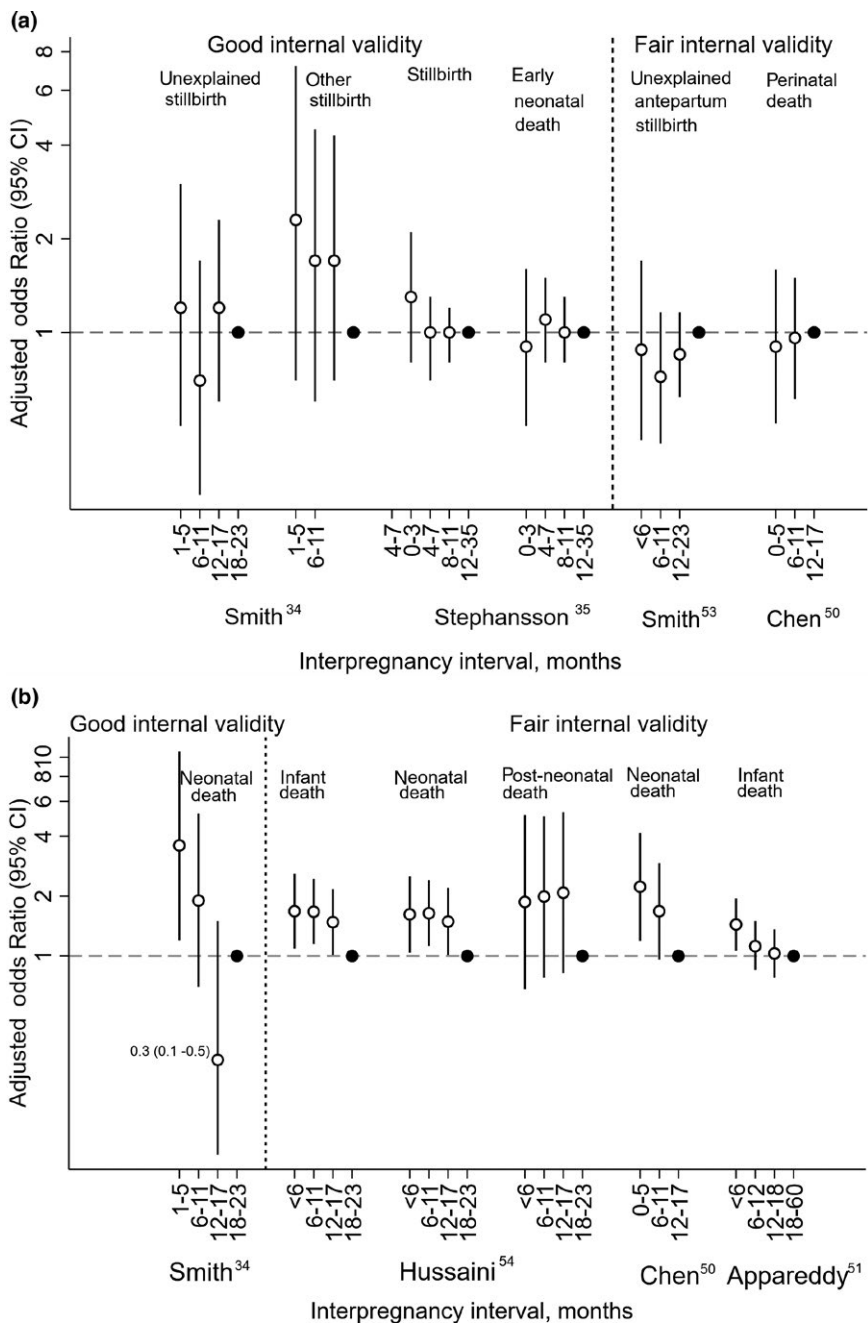 (a)
Good internal validity
Fair internal validity
Unexplained
stillbirth
Other
stillbirth
Stillbirth
Early
neonatal
death
Unexplained
antepartum
stillbirth
Perinatal
death
Adjusted odds Ratio (95% CI)
8
6
4
2
1
1-5
6-11
12-17
18-23
1-5
6-11
4-7
0-3
4-7
8-11
12-35
0-3
4-7
8-11
12-35
<6
6-11
12-23
0-5
6-11
12-17
Smith34
Stephansson 35
Smith53
Chen50
Interpregnancy interval, months
(b)
Good internal validity
Fair internal validity
Neonatal
death
Infant
death
Neonatal
death
Post-neonatal
death
Neonatal
death
Infant
death
Adjusted odds Ratio (95% CI)
810
6
4
2
1
0.3 (0.1 -0.5)
1-5
6-11
12-17
18-23
<6
6-11
12-17
18-23
<6
6-11
12-17
18-23
<6
6-11
12-17
18-23
0-5
6-11
12-17
<6
6-12
12-18
18-60
Smith34
Hussaini54
Chen50
Appareddy51
Interpregnancy interval, months